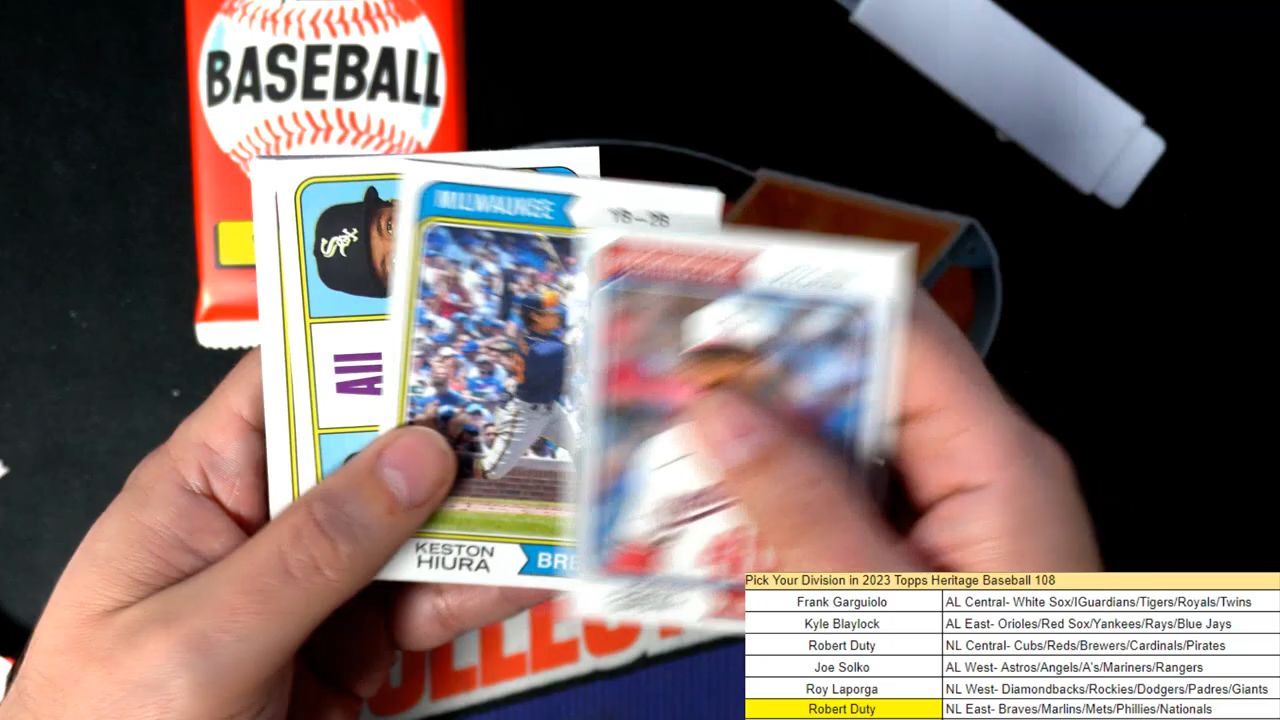 BASEBALL
Sox
MILWAUKEE
All
KESTON
HIURA
BRE
COLLECT
Pick Your Division in 2023 Topps Heritage Baseball 108
Frank Garguiolo AL Central- White Sox/IGuardians/Tigers/Royals/Twins
Kyle Blaylock AL East- Orioles/Red Sox/Yankees/Rays/Blue Jays
Robert Duty NL Central- Cubs/Reds/Brewers/Cardinals/Pirates
Joe Solko AL West- Astros/Angels/A's/Mariners/Rangers
Roy Laporga NL West- Diamondbacks/Rockies/Dodgers/Padres/Giants
Robert Duty NL East- Braves/Marlins/Mets/Phillies/Nationals